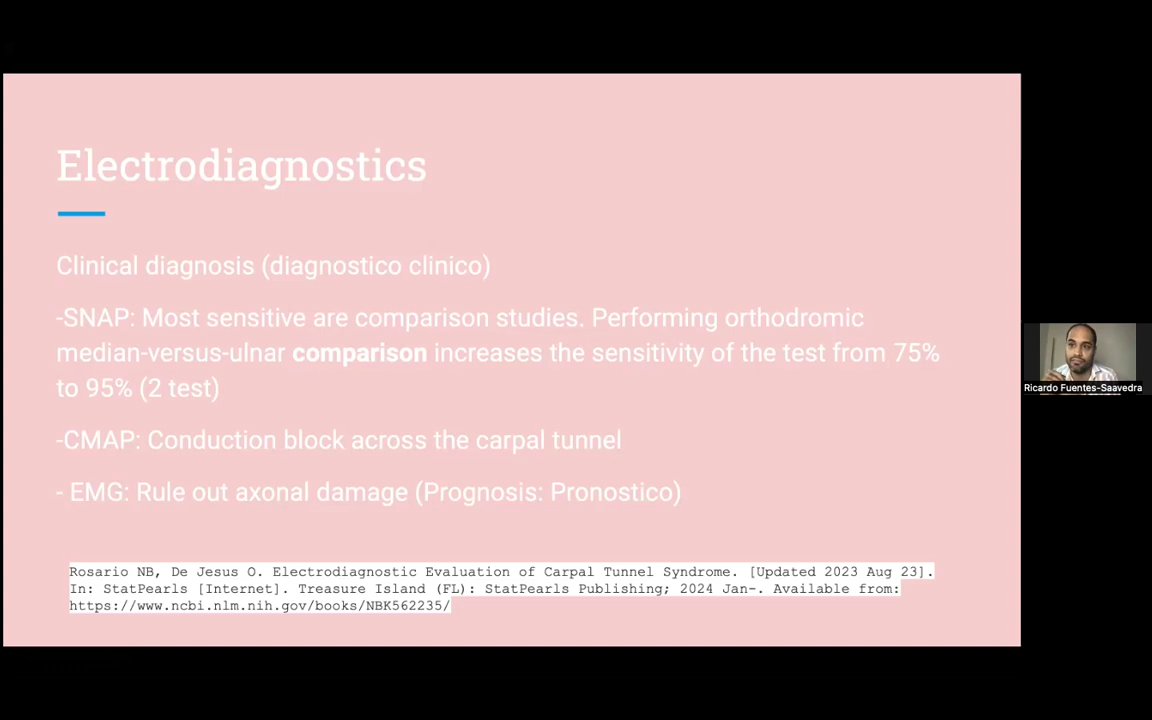 Electrodiagnostics
Clinical diagnosis (diagnostico clinico)
-SNAP: Most sensitive are comparison studies. Performing orthodromic
median-versus-ulnar comparison increases the sensitivity of the test from 75%
to 95% (2 test)
-CMAP: Conduction block across the carpal tunnel
- EMG: Rule out axonal damage (Prognosis: Pronostico)
Rosario NB, De Jesus O. Electrodiagnostic Evaluation of Carpal Tunnel Syndrome. [Updated 2023 Aug 23].
In: StatPearls [Internet]. Treasure Island (FL): StatPearls Publishing; 2024 Jan-. Available from:
https://www.ncbi.nlm.nih.gov/books/NBK562235/
Ricardo Fuentes-Saavedra